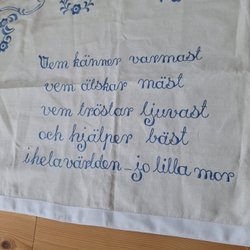 Vem känner varmast
vem älskar mäst
vem tröstar ljuvast
och hjälper bäst
i hela världen - jo lilla mor